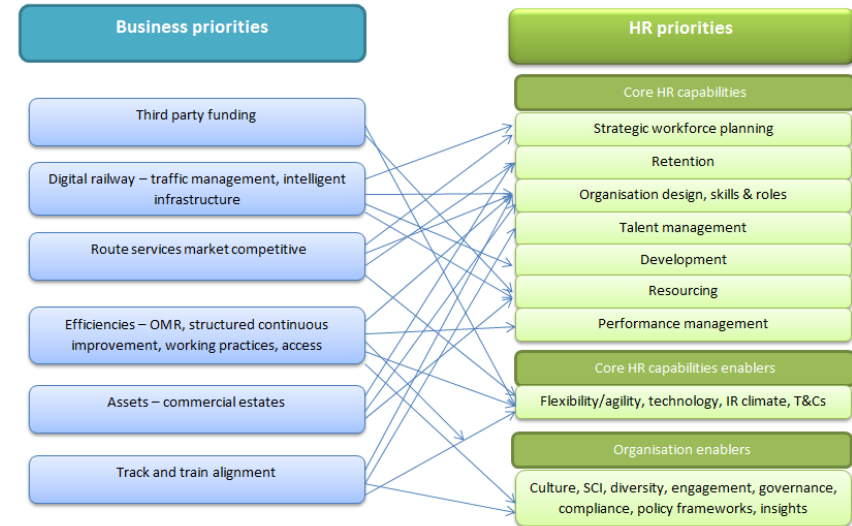 Business priorities
Third party funding
Digital railway – traffic management, intelligent
infrastructure
Route services market competitive
Efficiencies – OMR, structured continuous
improvement, working practices, access
Assets – commercial estates
Track and train alignment
HR priorities
Core HR capabilities
Strategic workforce planning
Retention
Organisation design, skills & roles
Talent management
Development
Resourcing
Performance management
Core HR capabilities enablers
Flexibility/agility, technology, IR climate, T&Cs
Organisation enablers
Culture, SCI, diversity, engagement, governance,
compliance, policy frameworks, insights